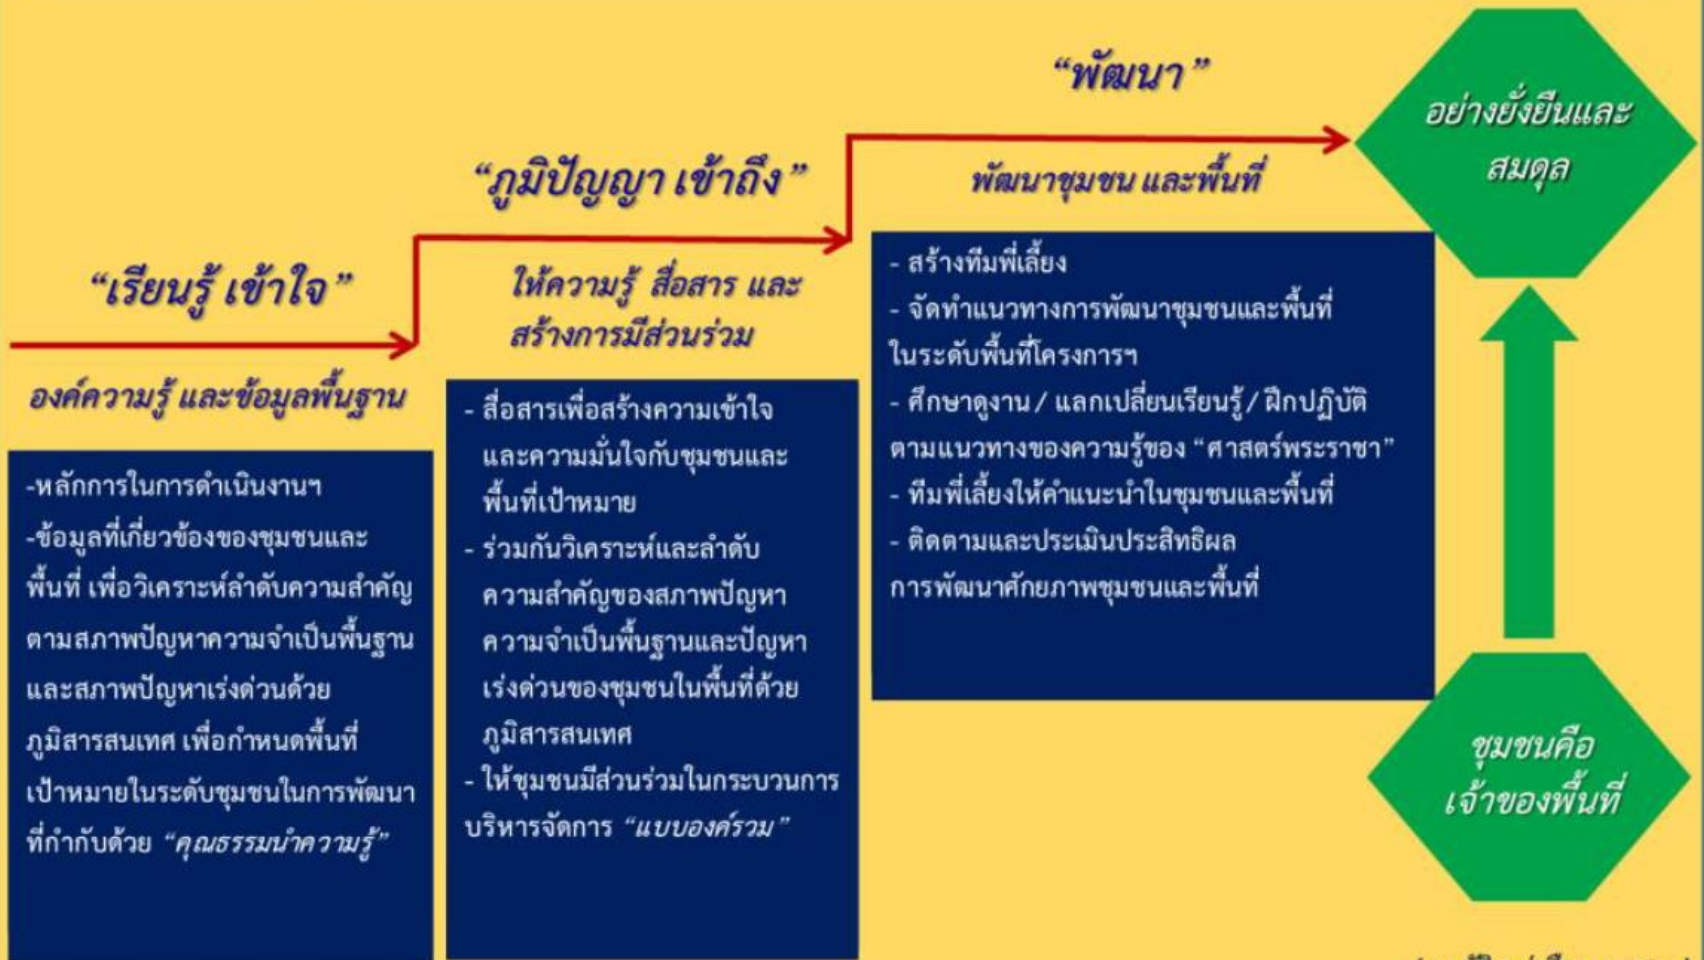 “พัฒนา”
อย่างยั่งยืนและ
สมดุล
“ภูมิปัญญา เข้าถึง”
พัฒนาชุมชน และพื้นที่
“เรียนรู้ เข้าใจ”
ให้ความรู้ สื่อสาร และ
สร้างการมีส่วนร่วม
องค์ความรู้ และข้อมูลพื้นฐาน
-หลักการในการดำเนินงานฯ
-ข้อมูลที่เกี่ยวข้องของชุมชนและ
พื้นที่ เพื่อวิเคราะห์ลำดับความสำคัญ
ตามสภาพปัญหาความจำเป็นพื้นฐาน
และสภาพปัญหาเร่งด่วนด้วย
ภูมิสารสนเทศ เพื่อกำหนดพื้นที่
เป้าหมายในระดับชุมชนในการพัฒนา
ที่กำกับด้วย “คุณธรรมนำความรู้”
- สื่อสารเพื่อสร้างความเข้าใจ
และความมั่นใจกับชุมชนและ
พื้นที่เป้าหมาย
- ร่วมกันวิเคราะห์และลำดับ
ความสำคัญของสภาพปัญหา
ความจำเป็นพื้นฐานและปัญหา
เร่งด่วนของชุมชนในพื้นที่ด้วย
ภูมิสารสนเทศ
- ให้ชุมชนมีส่วนร่วมในกระบวนการ
บริหารจัดการ “แบบองค์รวม”
- สร้างทีมพี่เลี้ยง
- จัดทำแนวทางการพัฒนาชุมชนและพื้นที่
ในระดับพื้นที่โครงการฯ
- ศึกษาดูงาน / แลกเปลี่ยนเรียนรู้ / ฝึกปฏิบัติ
ตามแนวทางของความรู้ของ “ศาสตร์พระราชา”
- ทีมพี่เลี้ยงให้คำแนะนำในชุมชนและพื้นที่
- ติดตามและประเมินประสิทธิผล
การพัฒนาศักยภาพชุมชนและพื้นที่
ชุมชนคือ
เจ้าของพื้นที่